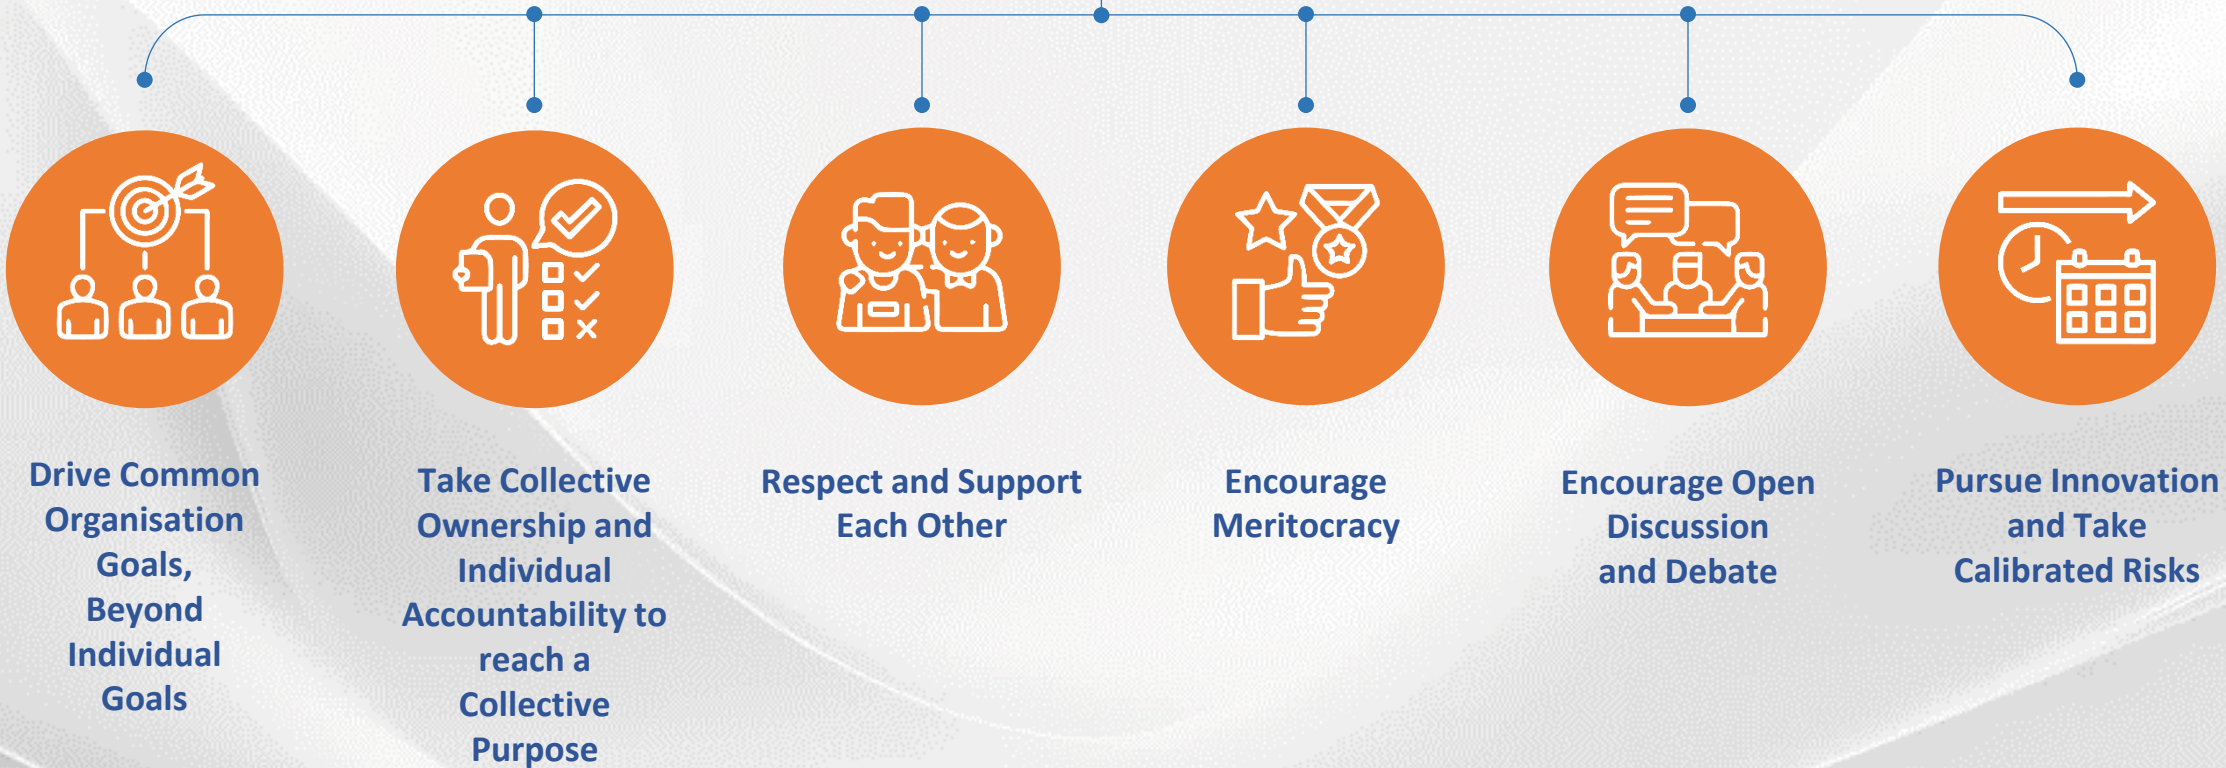 Drive Common
Organisation
Goals,
Beyond
Individual
Goals
Take Collective
Ownership and
Individual
Accountability to
reach a
Collective
Purpose
Respect and Support
Each Other
Encourage
Meritocracy
Encourage Open
Discussion
and Debate
Pursue Innovation
and Take
Calibrated Risks